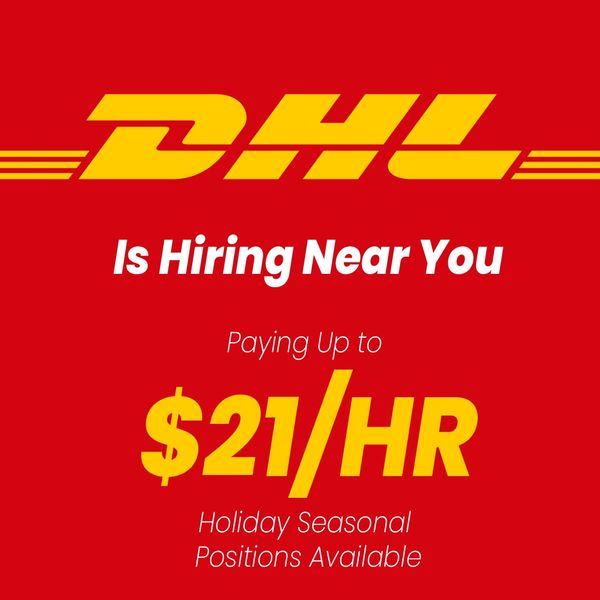 DHL
Is Hiring Near You
Paying Up to
$21/HR
Holiday Seasonal
Positions Available